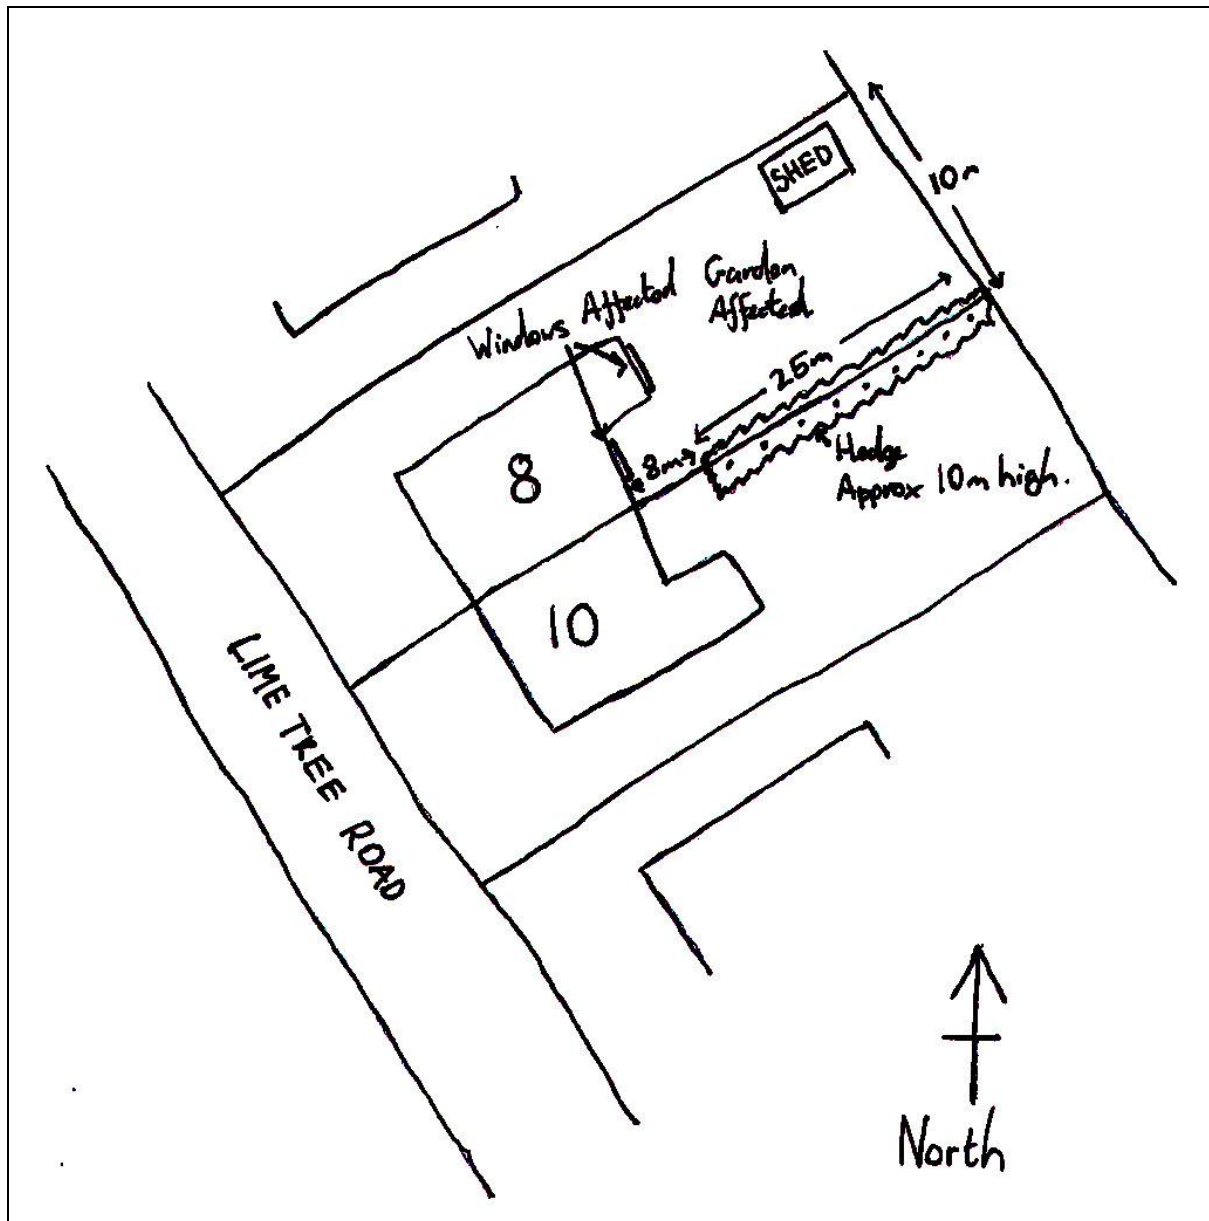 SHED
10m
Windows Affected
Garden
Affected
25m
8
8m
Hedge
Approx 10m high.
10
LIME TREE ROAD
North